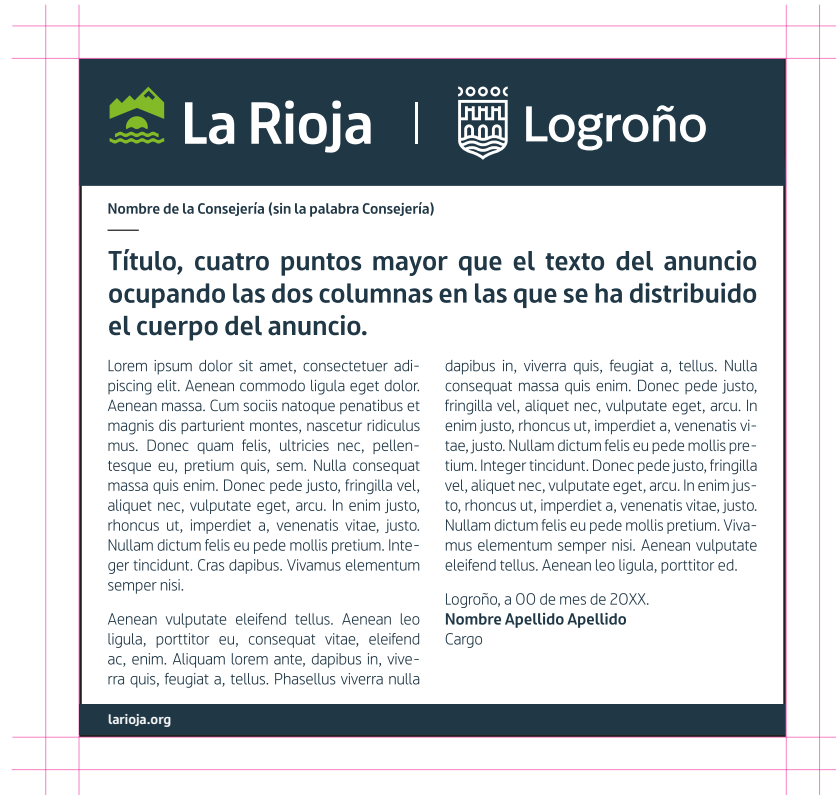 La Rioja | Logroño
Nombre de la Consejería (sin la palabra Consejería)
Título, cuatro puntos mayor que el texto del anuncio
ocupando las dos columnas en las que se ha distribuido
el cuerpo del anuncio.
Lorem ipsum dolor sit amet, consectetuer adi-
piscing elit. Aenean commodo ligula eget dolor.
Aenean massa. Cum sociis natoque penatibus et
magnis dis parturient montes, nascetur ridiculus
mus. Donec quam felis, ultricies nec, pellen-
tesque eu, pretium quis, sem. Nulla consequat
massa quis enim. Donec pede justo, fringilla vel,
aliquet nec, vulputate eget, arcu. In enim justo,
rhoncus ut, imperdiet a, venenatis vitae, justo.
Nullam dictum felis eu pede mollis pretium. Inte-
ger tincidunt. Cras dapibus. Vivamus elementum
semper nisi.
Aenean vulputate eleifend tellus. Aenean leo
ligula, porttitor eu, consequat vitae, eleifend
ac, enim. Aliquam lorem ante, dapibus in, vive-
rra quis, feugiat a, tellus. Phasellus viverra nulla
dapibus in, viverra quis, feugiat a, tellus. Nulla
consequat massa quis enim. Donec pede justo,
fringilla vel, aliquet nec, vulputate eget, arcu. In
enim justo, rhoncus ut, imperdiet a, venenatis vi-
tae, justo. Nullam dictum felis eu pede mollis pre-
tium. Integer tincidunt. Donec pede justo, fringilla
vel, aliquet nec, vulputate eget, arcu. In enim jus-
to, rhoncus ut, imperdiet a, venenatis vitae, justo.
Nullam dictum felis eu pede mollis pretium. Viva-
mus elementum semper nisi. Aenean vulputate
eleifend tellus. Aenean leo ligula, porttitor ed.
Logroño, a 00 de mes de 20XX.
Nombre Apellido Apellido
Cargo
larioja.org